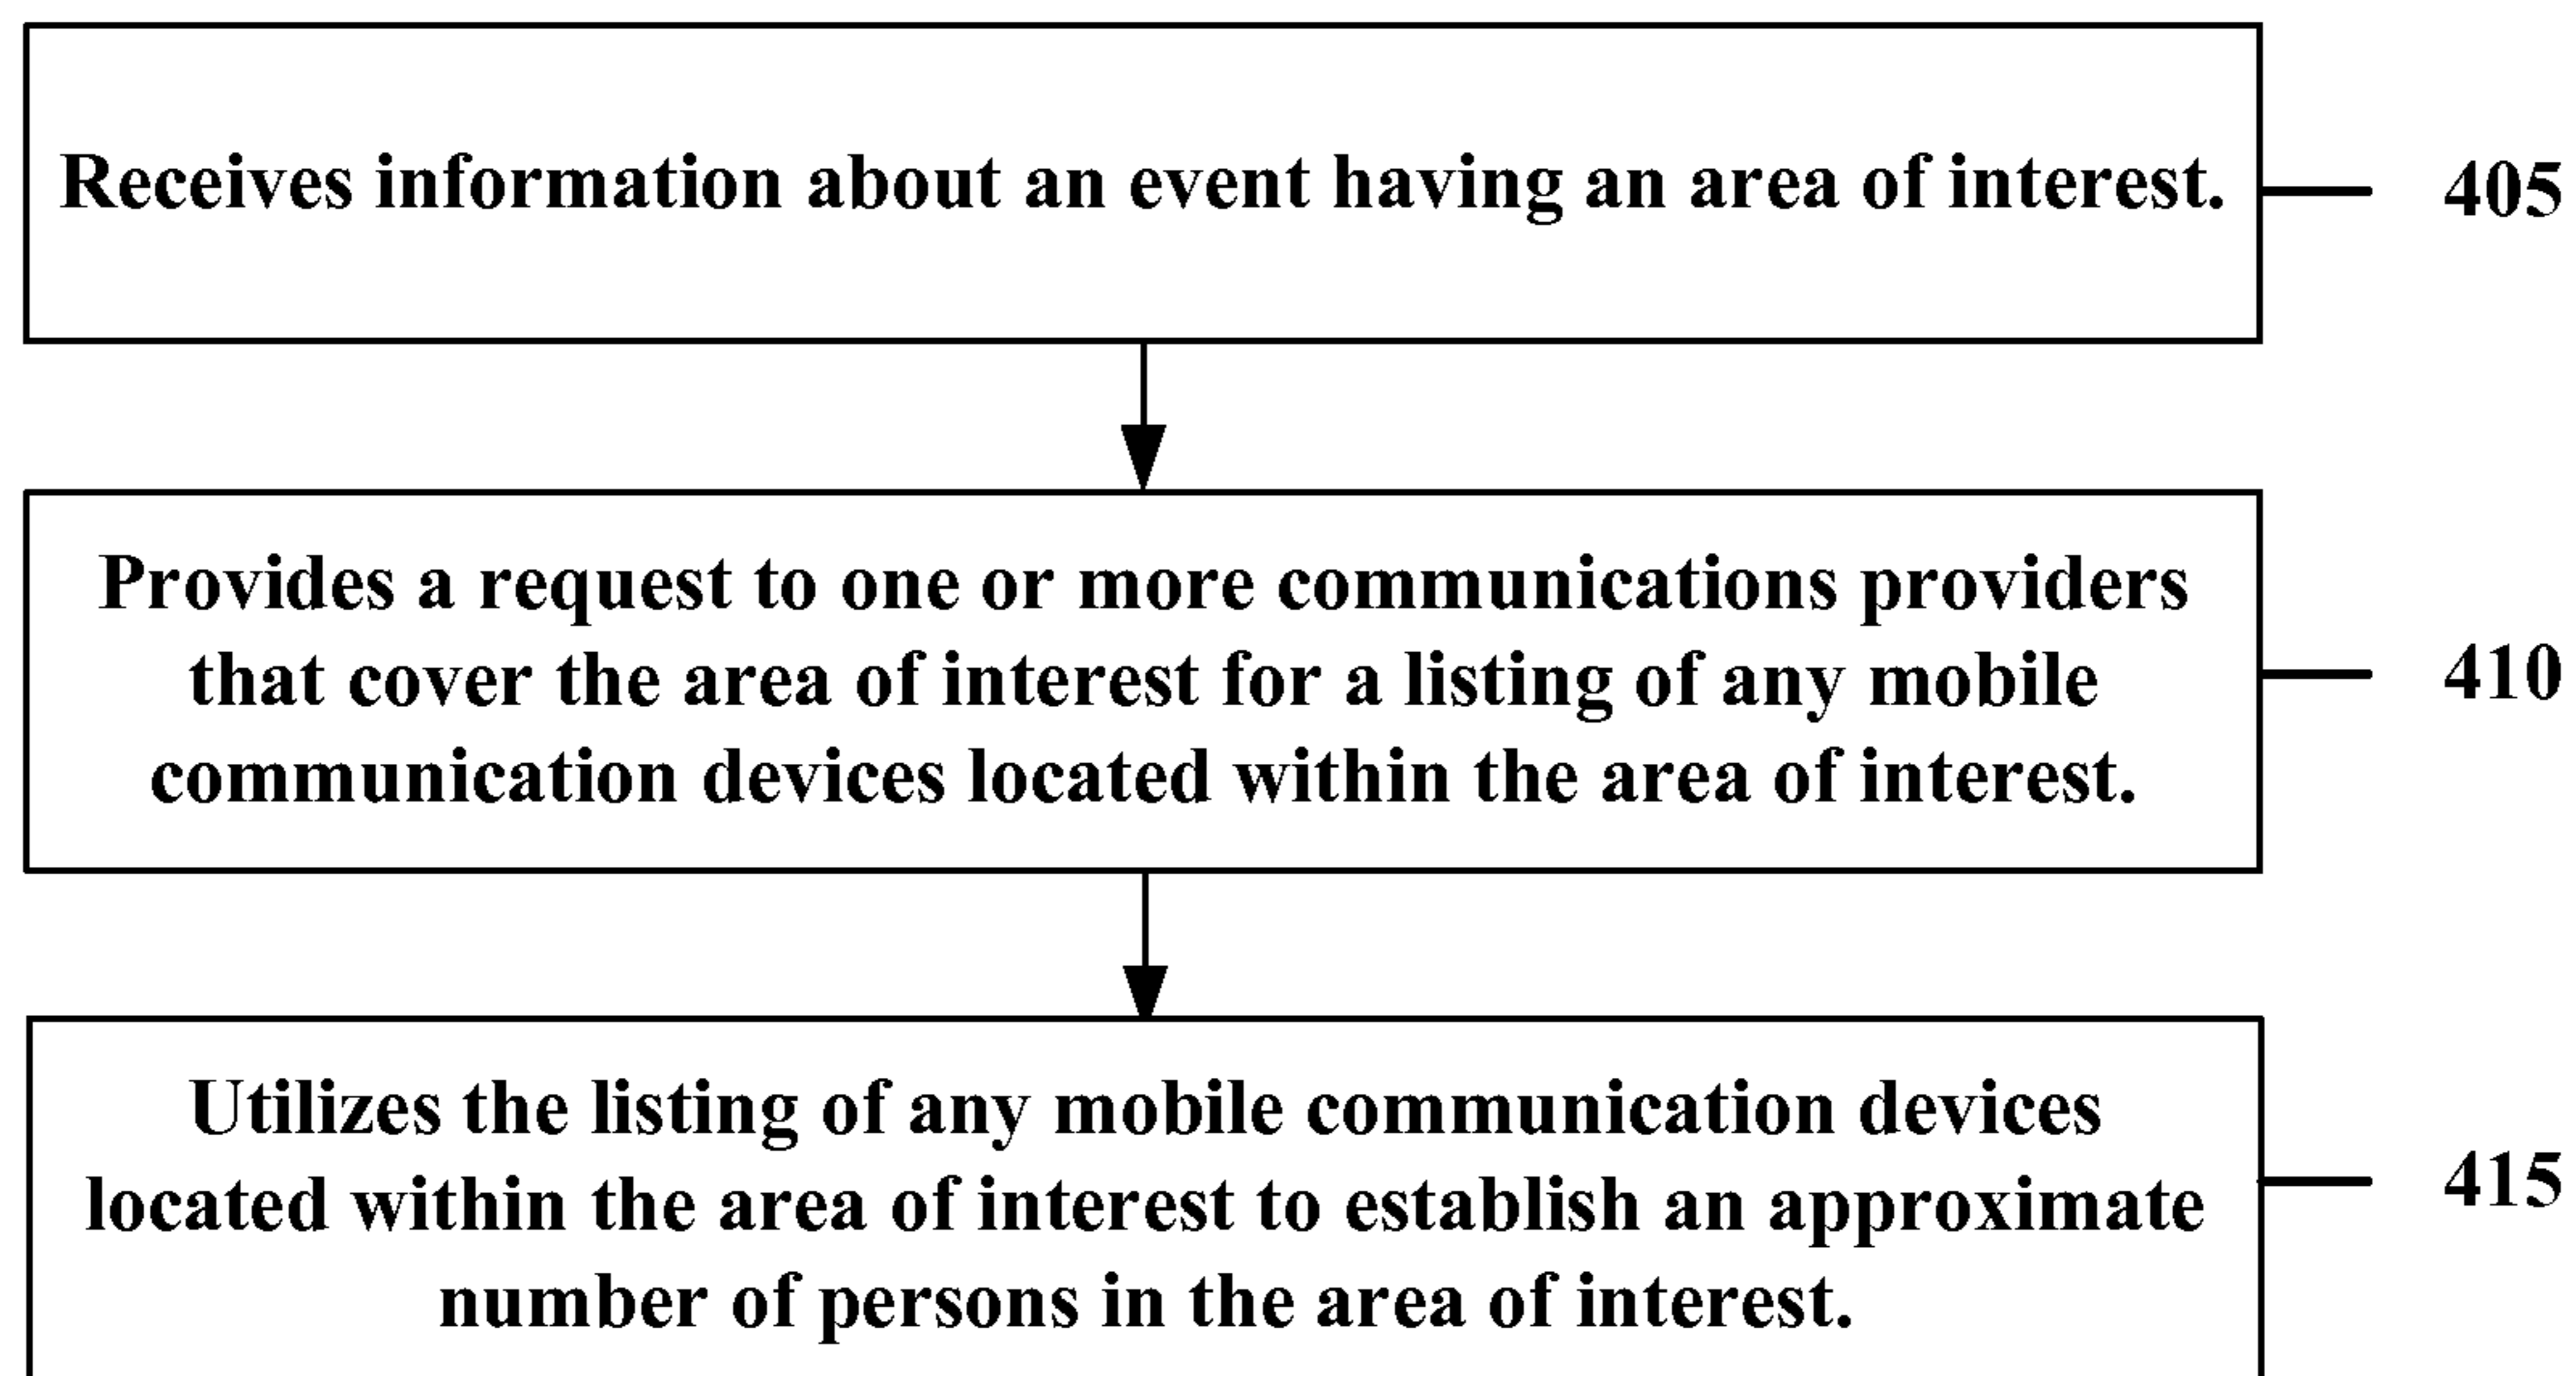 Receives information about an event having an area of interest.
405
Provides a request to one or more communications providers
that cover the area of interest for a listing of any mobile
communication devices located within the area of interest.
410
Utilizes the listing of any mobile communication devices
located within the area of interest to establish an approximate
number of persons in the area of interest.
415